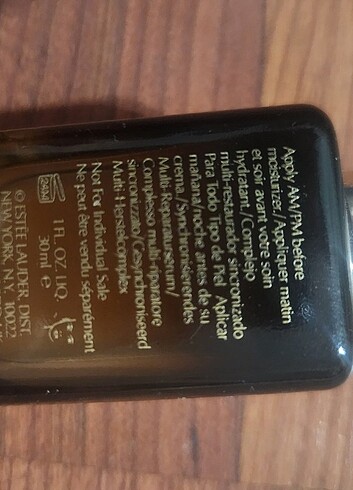 Apply AM/PM before
moisturizer./Appliquer matin
et soir avant votre soin
hydratant./Complejo
multi-restaurador sincronizado
Para Todo Tipo de Piel Aplicar
mañana/noche antes de su
crema./Synchronisierendes
Multi-Reparaturserum/
Complesso multi-riparatore
sincronizzato/Gesynchroniseerd
Multi-Herstelcomplex
Not For Individual Sale
Ne peut être vendu séparément
1 FL.OZ.LIQ.
30ml e
© ESTEE LAUDER, DIST.
NEW YORK, N.Y. 10022